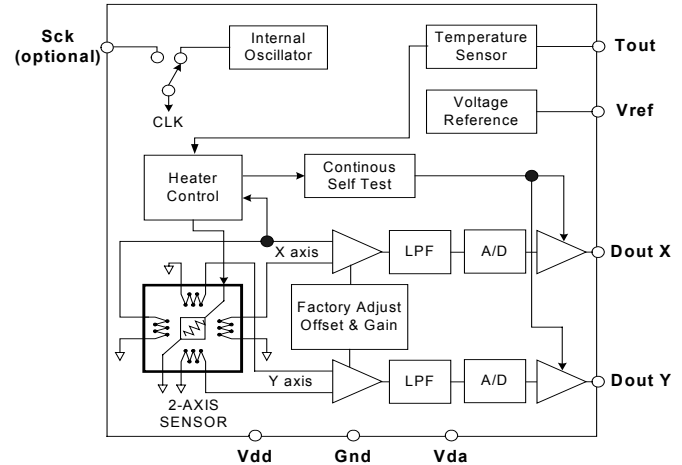 Sck
(optional)
Internal
Oscillator
CLK
Temperature
Sensor
Tout
Voltage
Reference
Vref
Heater
Control
Continous
Self Test
X axis
LPF
A/D
Dout X
Factory Adjust
Offset & Gain
Y axis
LPF
A/D
Dout Y
2-AXIS
SENSOR
Vdd
Gnd
Vda